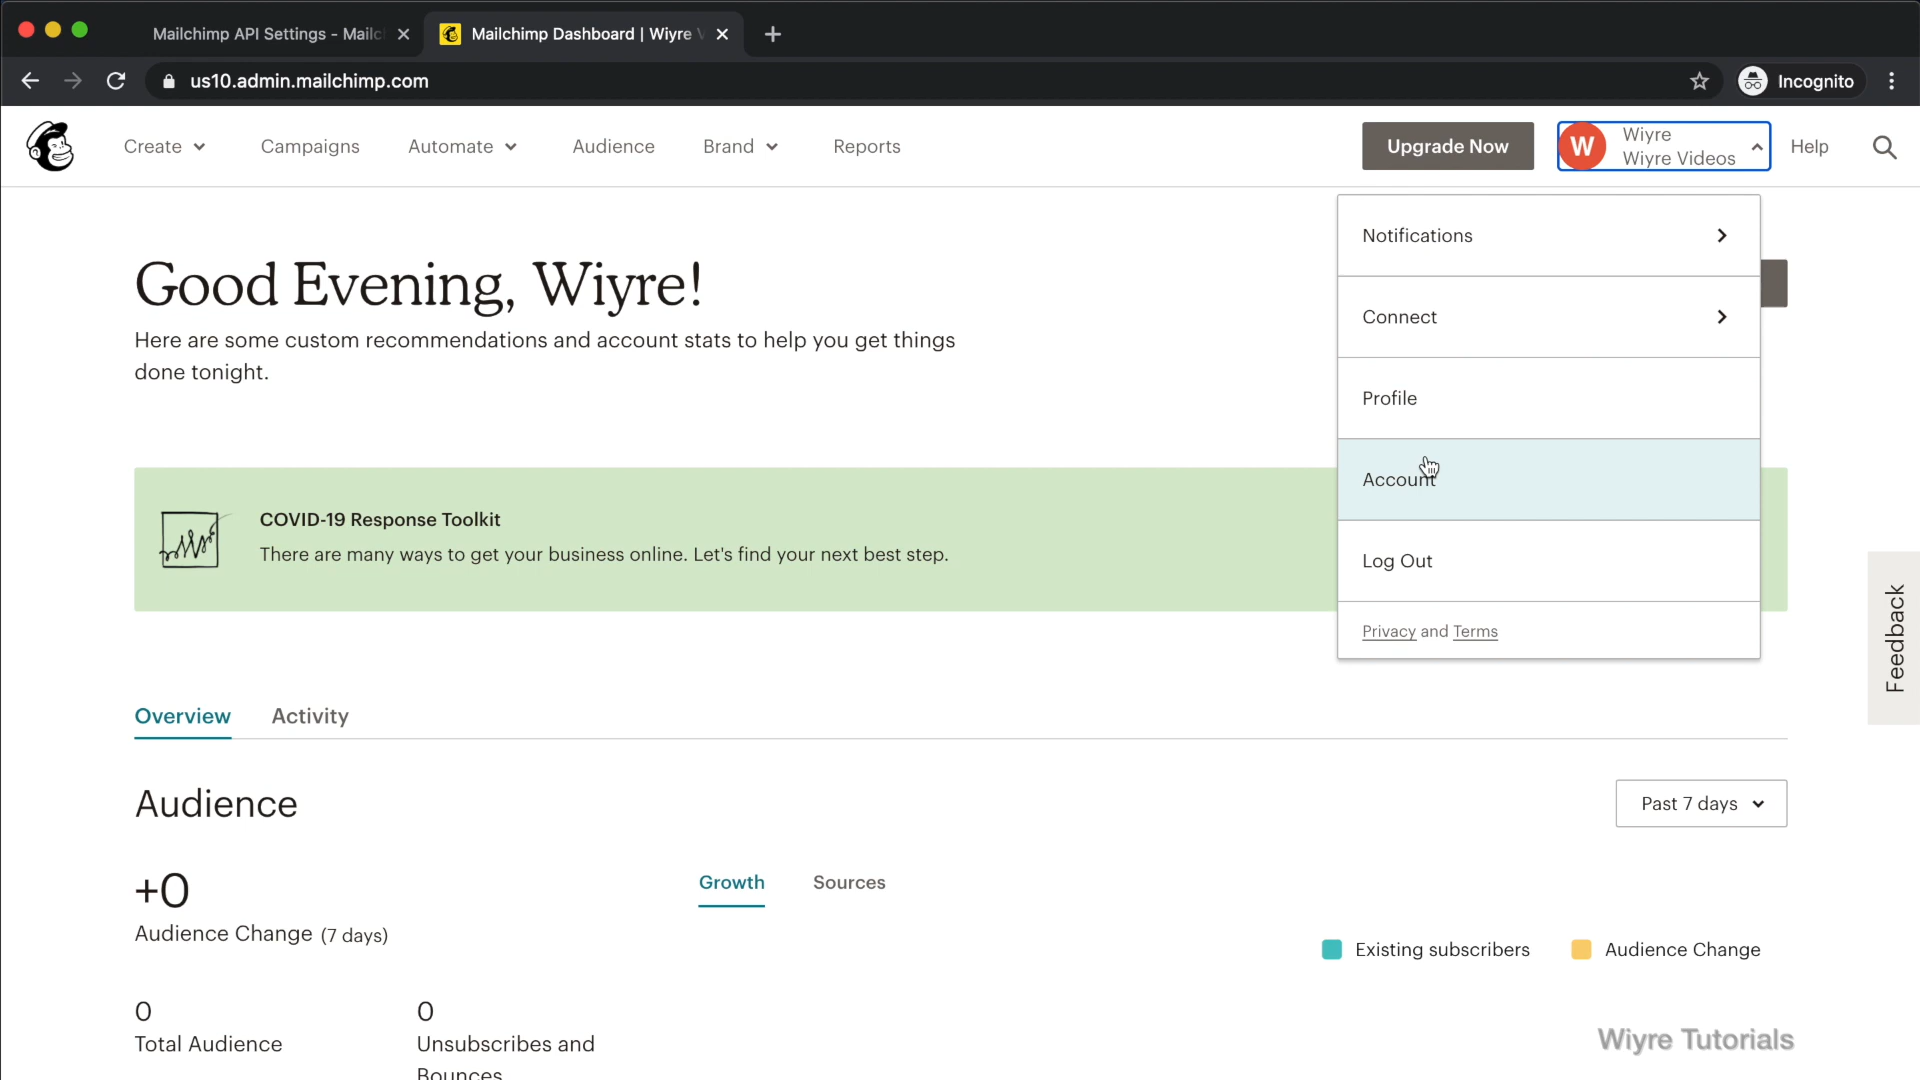 Mailchimp API Settings - Mailc
Mailchimp Dashboard | Wiyre V
us10.admin.mailchimp.com
Incognito
Create
Campaigns
Automate
Audience
Brand
Reports
Upgrade Now
W
Wiyre
Wiyre Videos
Help
Notifications
Connect
Profile
Account
Log Out
Privacy and Terms
Good Evening, Wiyre!
Here are some custom recommendations and account stats to help you get things
done tonight.
COVID-19 Response Toolkit
There are many ways to get your business online. Let's find your next best step.
Feedback
Overview
Activity
Audience
Past 7 days
+0
Audience Change (7 days)
Growth
Sources
Existing subscribers
Audience Change
0
Total Audience
0
Unsubscribes and
Bounces
Wiyre Tutorials